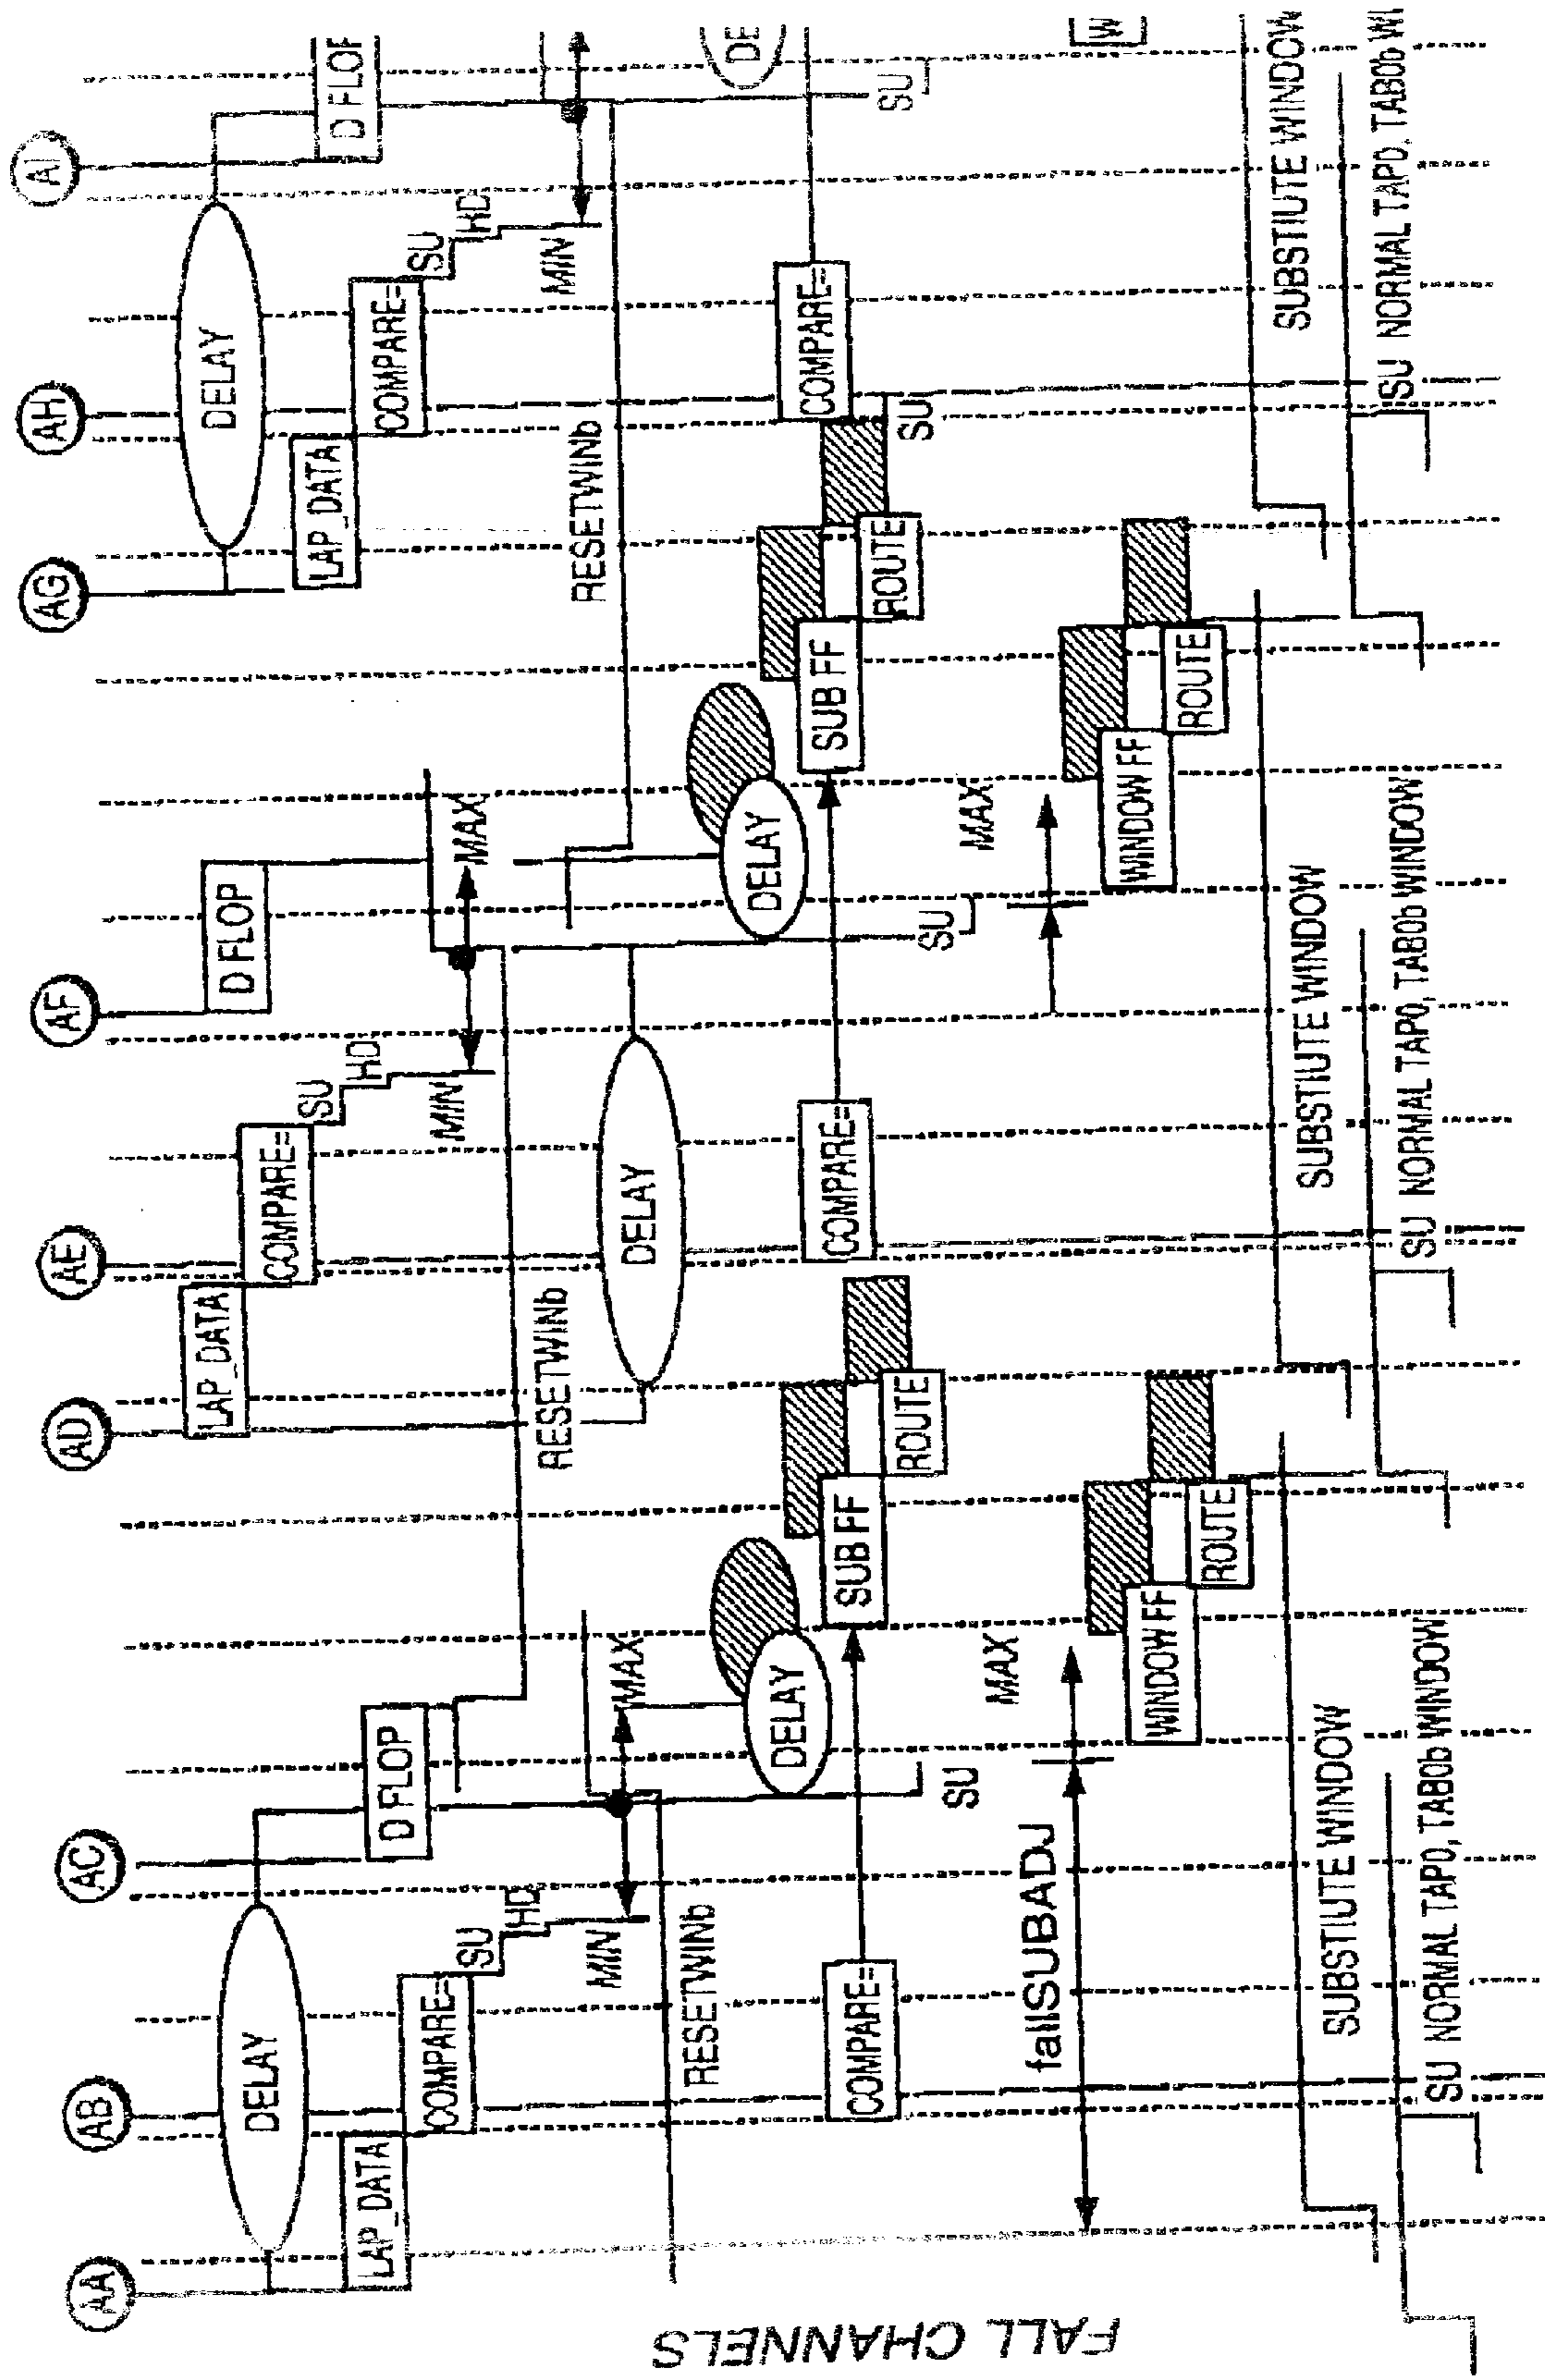 FALL CHANNELS
AA
AB
AC
AD
AE
AF
AG
AH
AI
DELAY
LAP_DATA
COMPARE=
SU
HD
D FLOP
MIN
MAX
RESETWINb
DELAY
COMPARE=
SUB FF
ROUTE
SU
fallSUBADJ
MAX
WINDOW FF
ROUTE
SUBSTIUTE WINDOW
SU NORMAL TAP0, TAB0b WINDOW
LAP_DATA
COMPARE=
SU
HD
D FLOP
MIN
MAX
RESETWINb
DELAY
DELAY
COMPARE=
SUB FF
ROUTE
SU
MAX
WINDOW FF
ROUTE
SUBSTIUTE WINDOW
SU NORMAL TAP0, TAB0b WINDOW
DELAY
LAP_DATA
COMPARE=
SU
HD
D FLOP
MIN
RESETWINb
DE
COMPARE=
SU
SU
W
SUBSTIUTE WINDOW
SU NORMAL TAP0, TAB0b WI